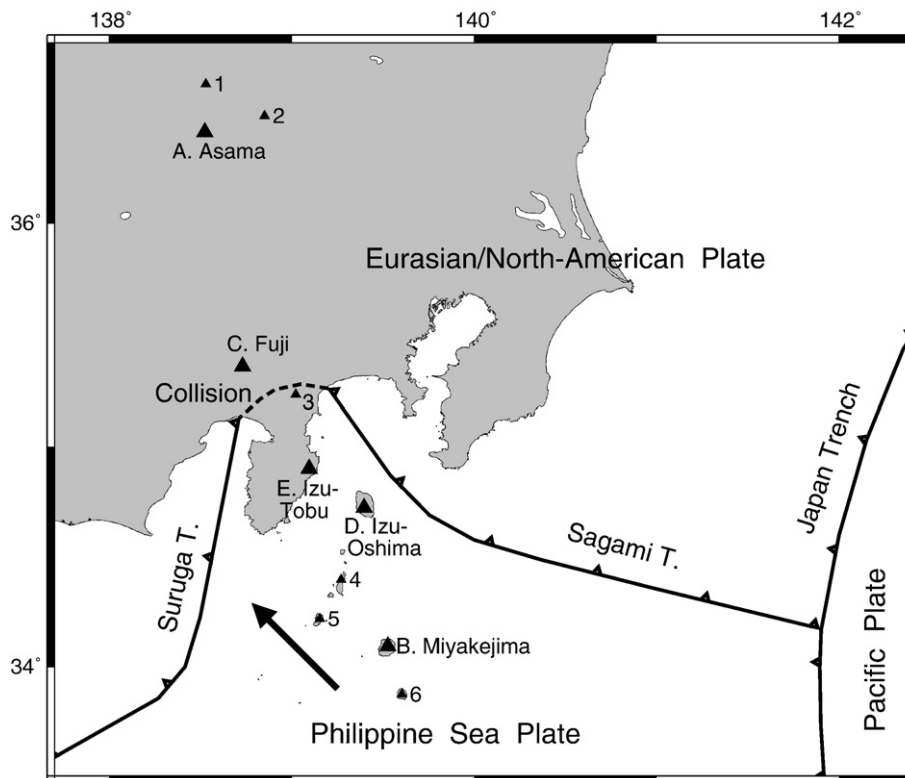 138°
140°
142°
1
2
A. Asama
36°
Eurasian/North-American Plate
C. Fuji
Collision
3
Japan Trench
E. Izu-
Tobu
D. Izu-
Oshima
Suruga T.
Sagami T.
4
5
B. Miyakejima
34°
6
Pacific Plate
Philippine Sea Plate